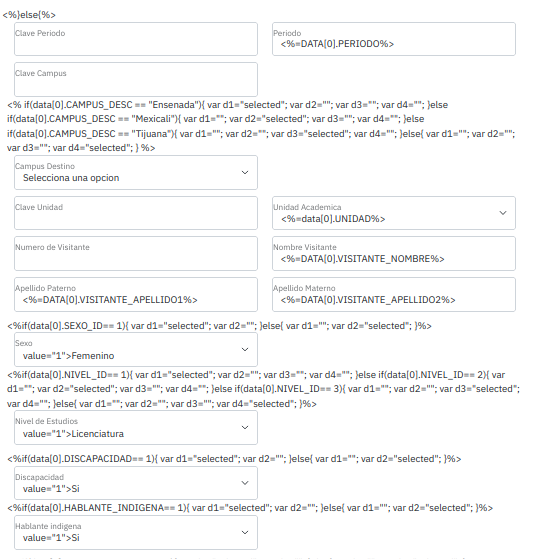 <%}else{%>
Clave Periodo
Periodo
<%=DATA[0].PERIODO%>
Clave Campus
<% if(data[0].CAMPUS_DESC == "Ensenada"){ var d1="selected"; var d2=""; var d3=""; var d4=""; }else
if(data[0].CAMPUS_DESC == "Mexicali"){ var d1=""; var d2="selected"; var d3=""; var d4=""; }else
if(data[0].CAMPUS_DESC == "Tijuana"){ var d1=""; var d2=""; var d3="selected"; var d4=""; }else{ var d1=""; var d2="";
var d3=""; var d4="selected"; } %>
Campus Destino
Selecciona una opcion
Clave Unidad
Unidad Academica
<%=data[0].UNIDAD%>
Numero de Visitante
Nombre Visitante
<%=DATA[0].VISITANTE_NOMBRE%>
Apellido Paterno
<%=DATA[0].VISITANTE_APELLIDO1%>
Apellido Materno
<%=DATA[0].VISITANTE_APELLIDO2%>
<%if(data[0].SEXO_ID== 1){ var d1="selected"; var d2=""; }else{ var d1=""; var d2="selected"; }%>
Sexo
value="1">Femenino
<%if(data[0].NIVEL_ID== 1){ var d1="selected"; var d2=""; var d3=""; var d4=""; }else if(data[0].NIVEL_ID== 2){ var
d1=""; var d2="selected"; var d3=""; var d4=""; }else if(data[0].NIVEL_ID== 3){ var d1=""; var d2=""; var d3="selected";
var d4=""; }else{ var d1=""; var d2=""; var d3=""; var d4="selected"; }%>
Nivel de Estudios
value="1">Licenciatura
<%if(data[0].DISCAPACIDAD== 1){ var d1="selected"; var d2=""; }else{ var d1=""; var d2="selected"; }%>
Discapacidad
value="1">Si
<%if(data[0].HABLANTE_INDIGENA== 1){ var d1="selected"; var d2=""; }else{ var d1=""; var d2="selected"; }%>
Hablante indigena
value="1">Si